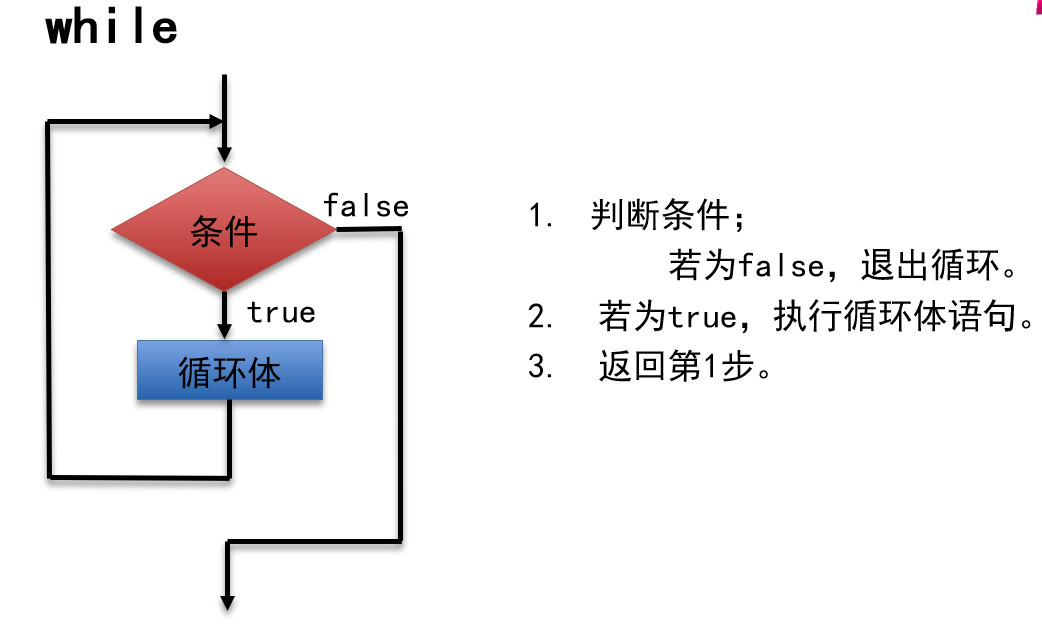 while
条件
false
true
循环体
1. 判断条件；
若为false，退出循环。
2. 若为true，执行循环体语句。
3. 返回第1步。